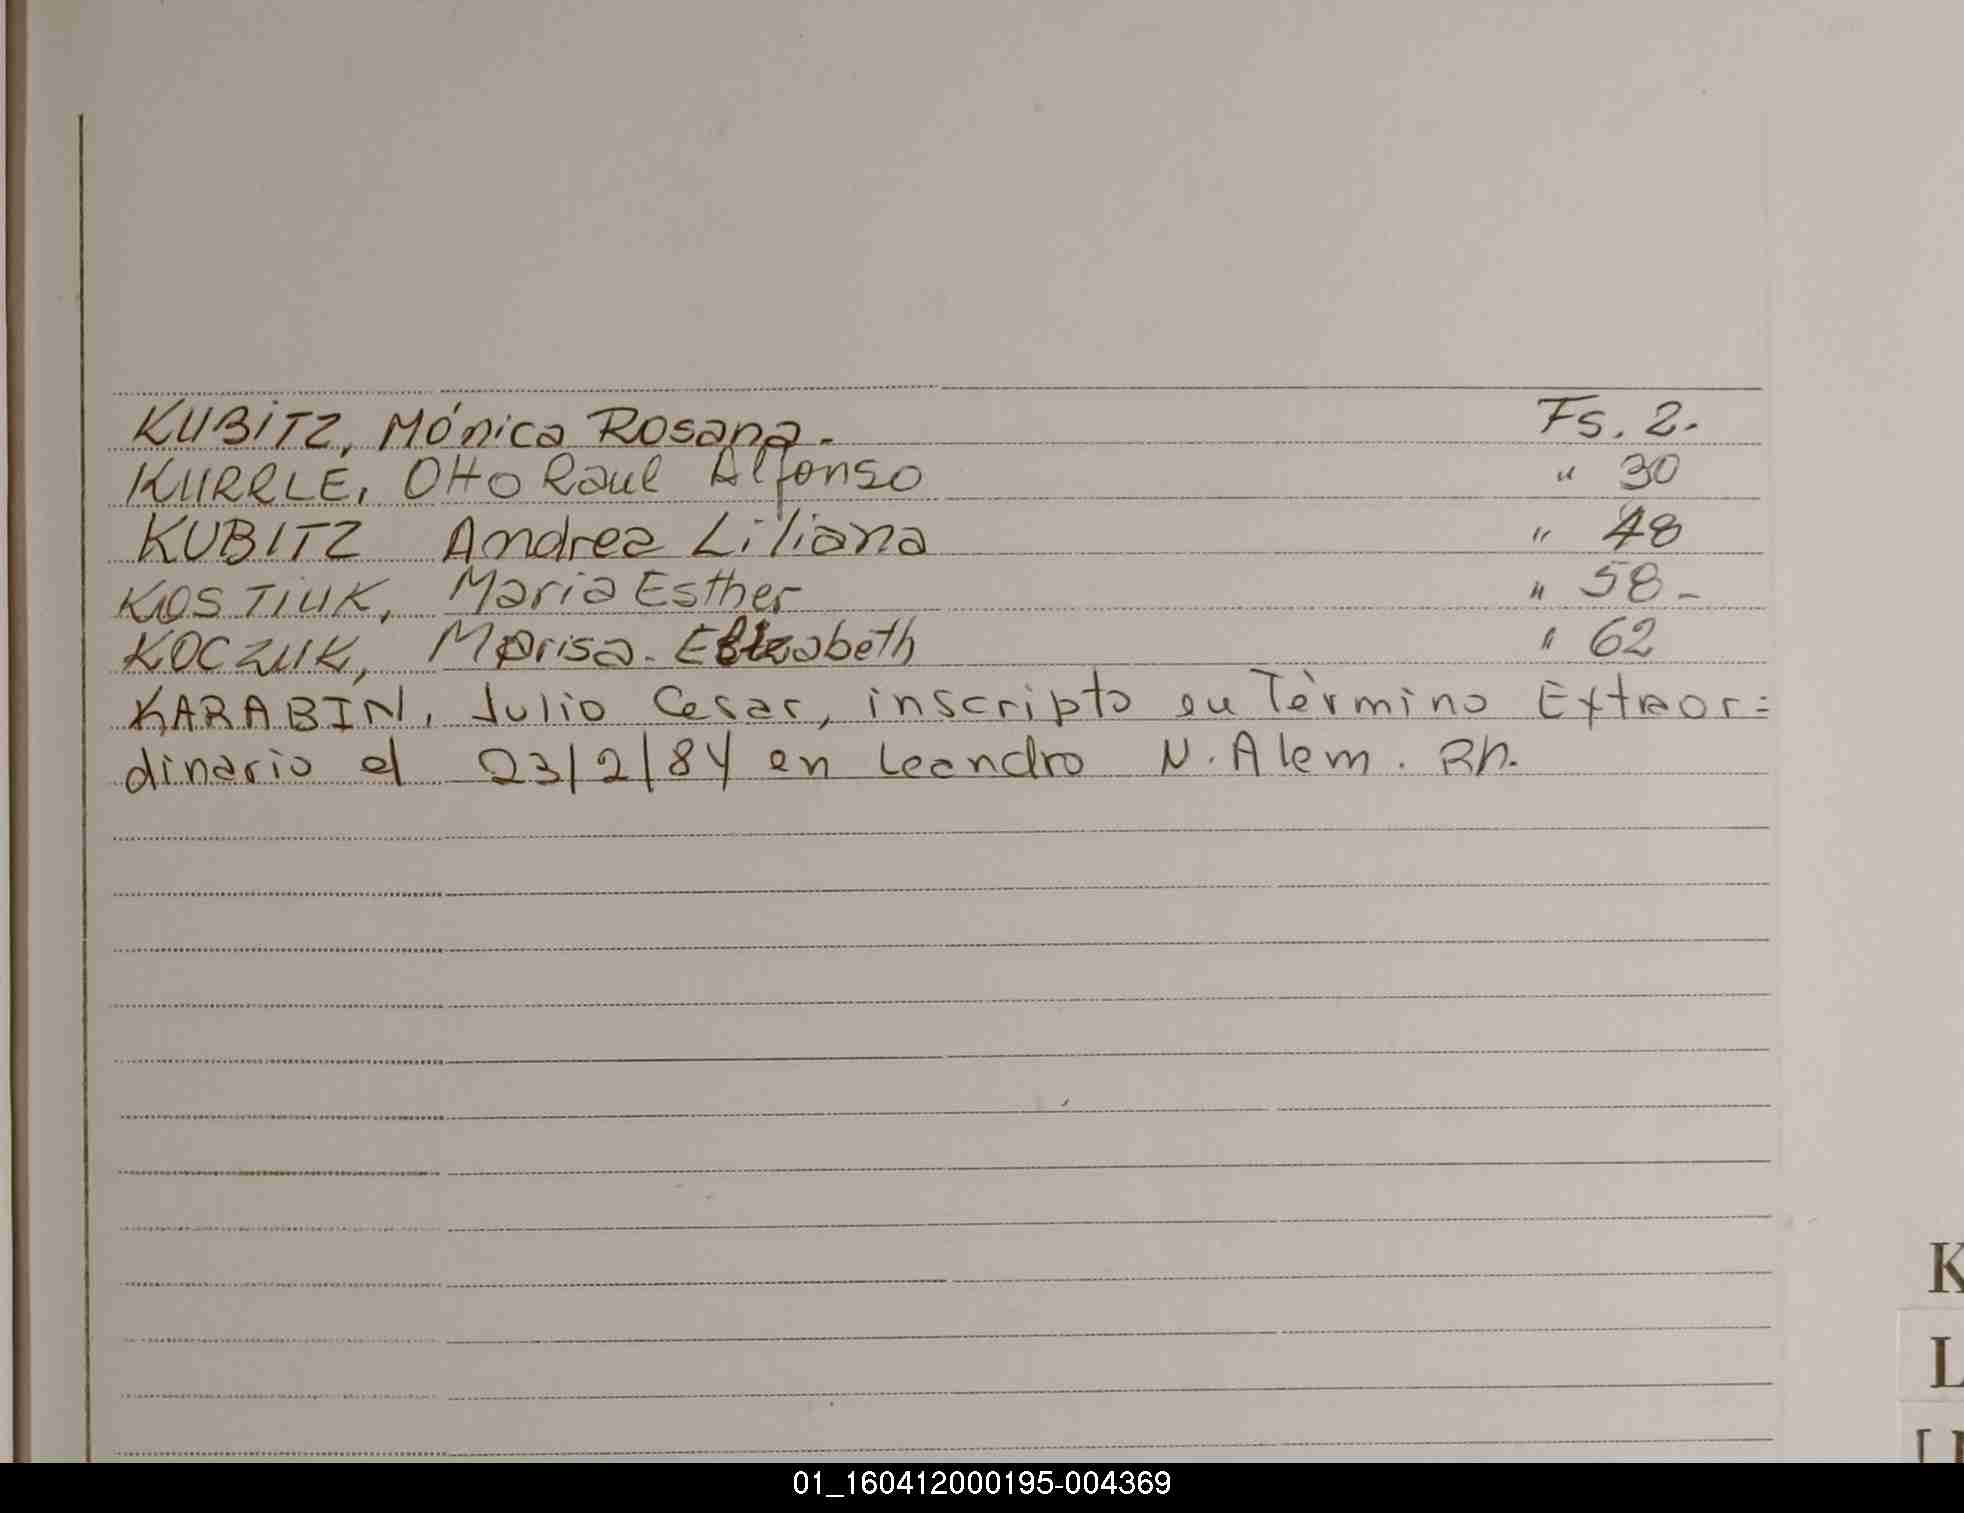 KUBITZ, Mónica Rosana. Fs. 2.
KURRLE, Otto Raul Alfonso " 30
KUBITZ Andrea Liliana " 48
KOSTIUK, Maria Esther " 58-
KOCZUK, Marisa. Elizabeth " 62
KARABIN, Julio Cesar, inscripto en Tèrmino Extraor=
dinario el 23/2/84 en Leandro N. Alem.
K
L
01_160412000195-004369